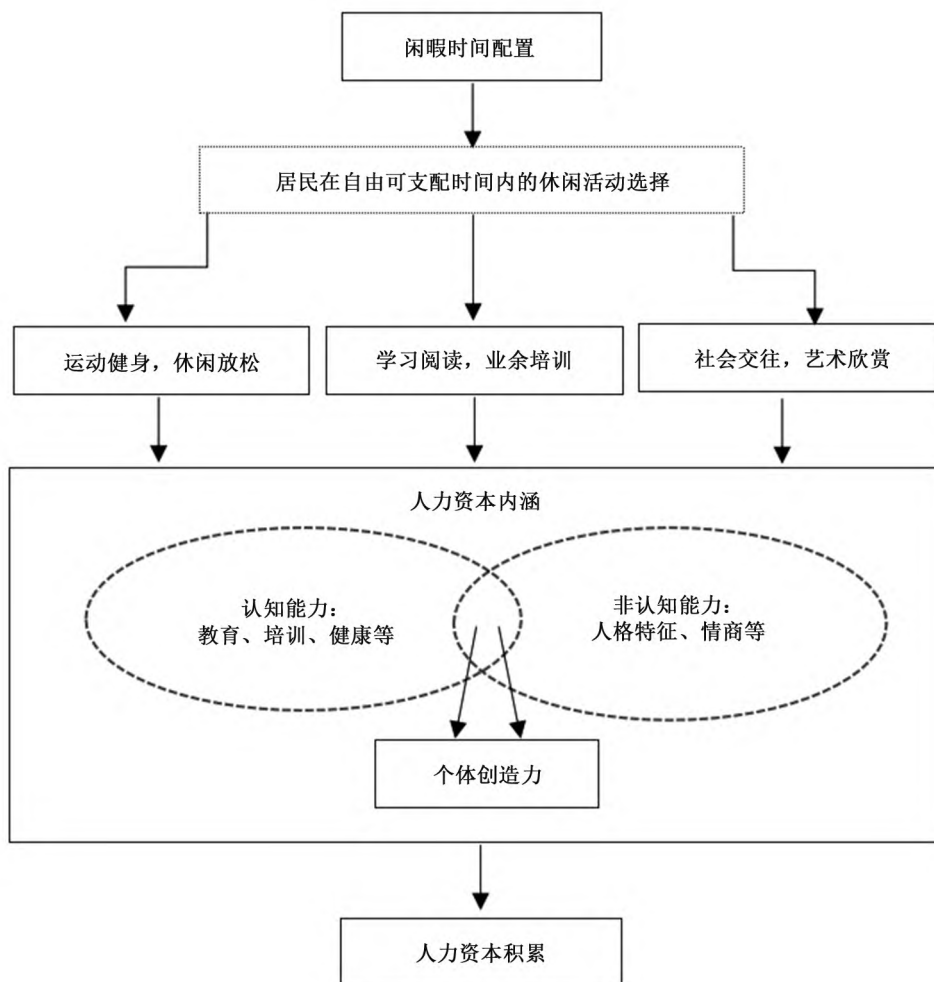 闲暇时间配置
居民在自由可支配时间内的休闲活动选择
运动健身，休闲放松
学习阅读，业余培训
社会交往，艺术欣赏
人力资本内涵
认知能力：
教育、培训、健康等
非认知能力：
人格特征、情商等
个体创造力
人力资本积累